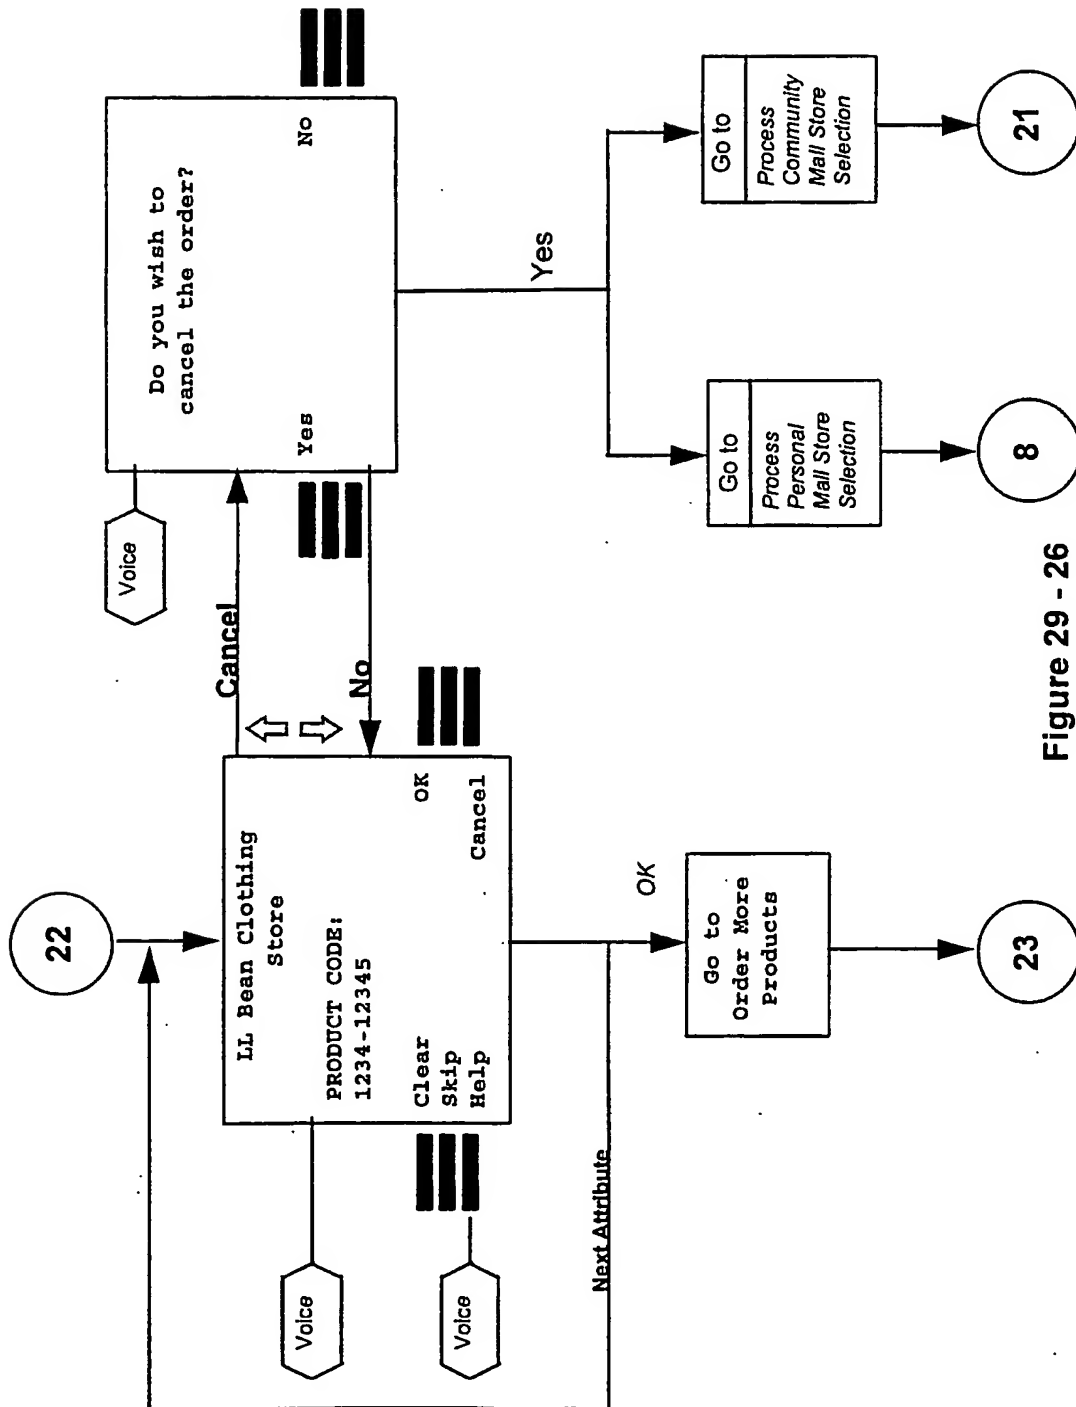 22
LL Bean Clothing
Store
PRODUCT CODE:
1234-12345
Clear
OK
Skip
Help
Cancel
Voice
Voice
Next Attribute
OK
Go to
Order More
Products
23
Cancel
No
Voice
Do you wish to
cancel the order?
Yes
No
Yes
Go to
Process
Personal
Mall Store
Selection
8
Go to
Process
Community
Mall Store
Selection
21
Figure 29 - 26